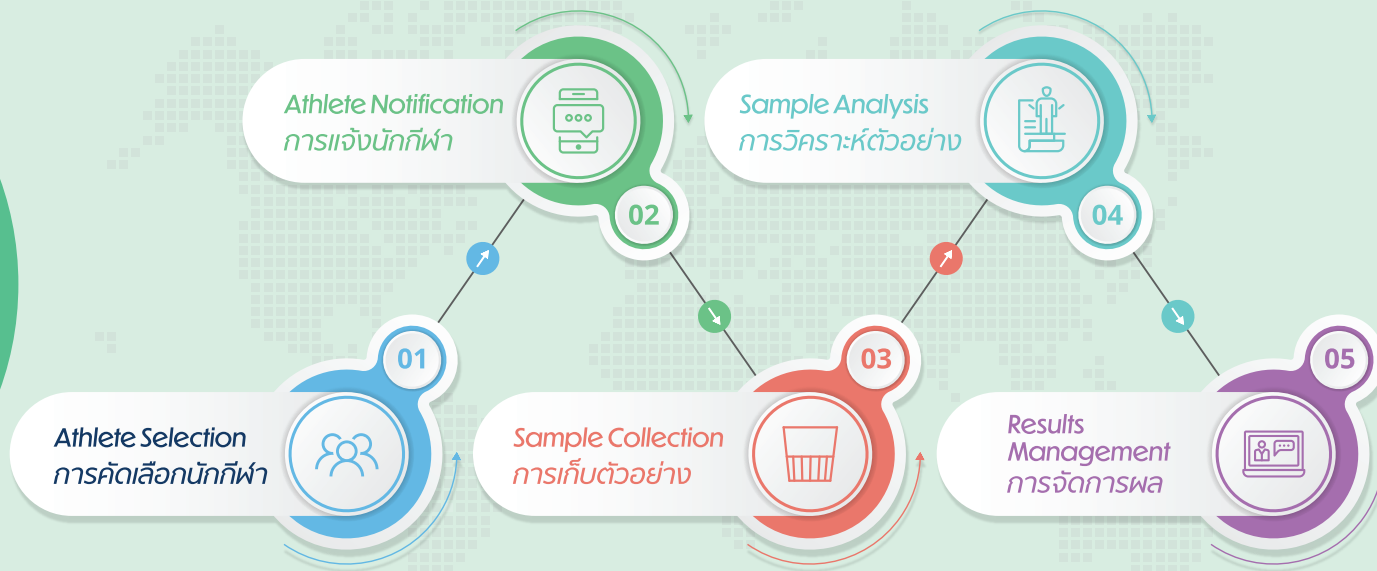 01
Athlete Selection
การคัดเลือกนักกีฬา
02
Athlete Notification
การแจ้งนักกีฬา
03
Sample Collection
การเก็บตัวอย่าง
04
Sample Analysis
การวิคราะห์ตัวอย่าง
05
Results
Management
การจัดการผล